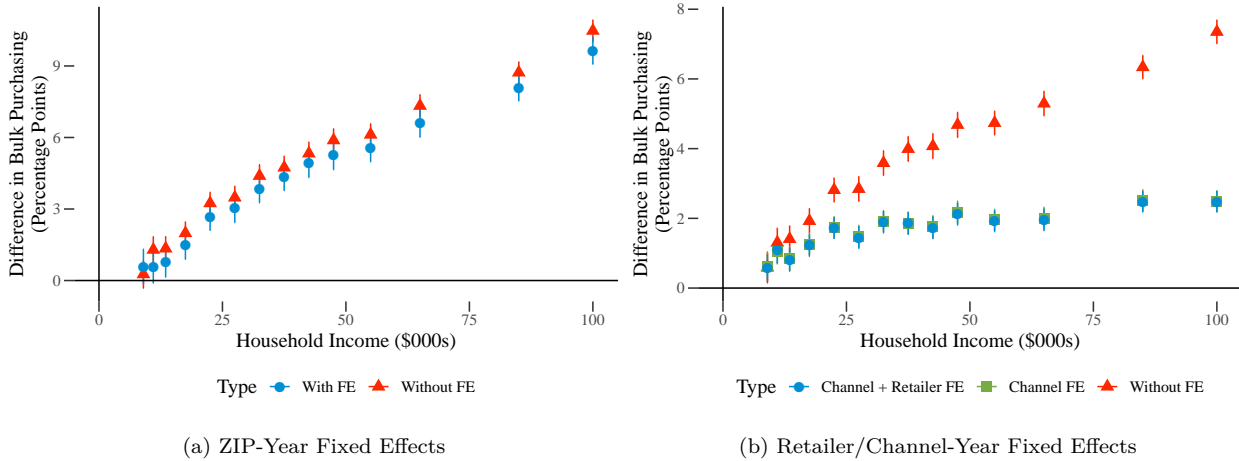 Difference in Bulk Purchasing
(Percentage Points)
9
6
3
0
0
25
50
75
100
Household Income ($000s)
Type
With FE
Without FE
(a) ZIP-Year Fixed Effects
Difference in Bulk Purchasing
(Percentage Points)
8
6
4
2
0
0
25
50
75
100
Household Income ($000s)
Type
Channel + Retailer FE
Channel FE
Without FE
(b) Retailer/Channel-Year Fixed Effects